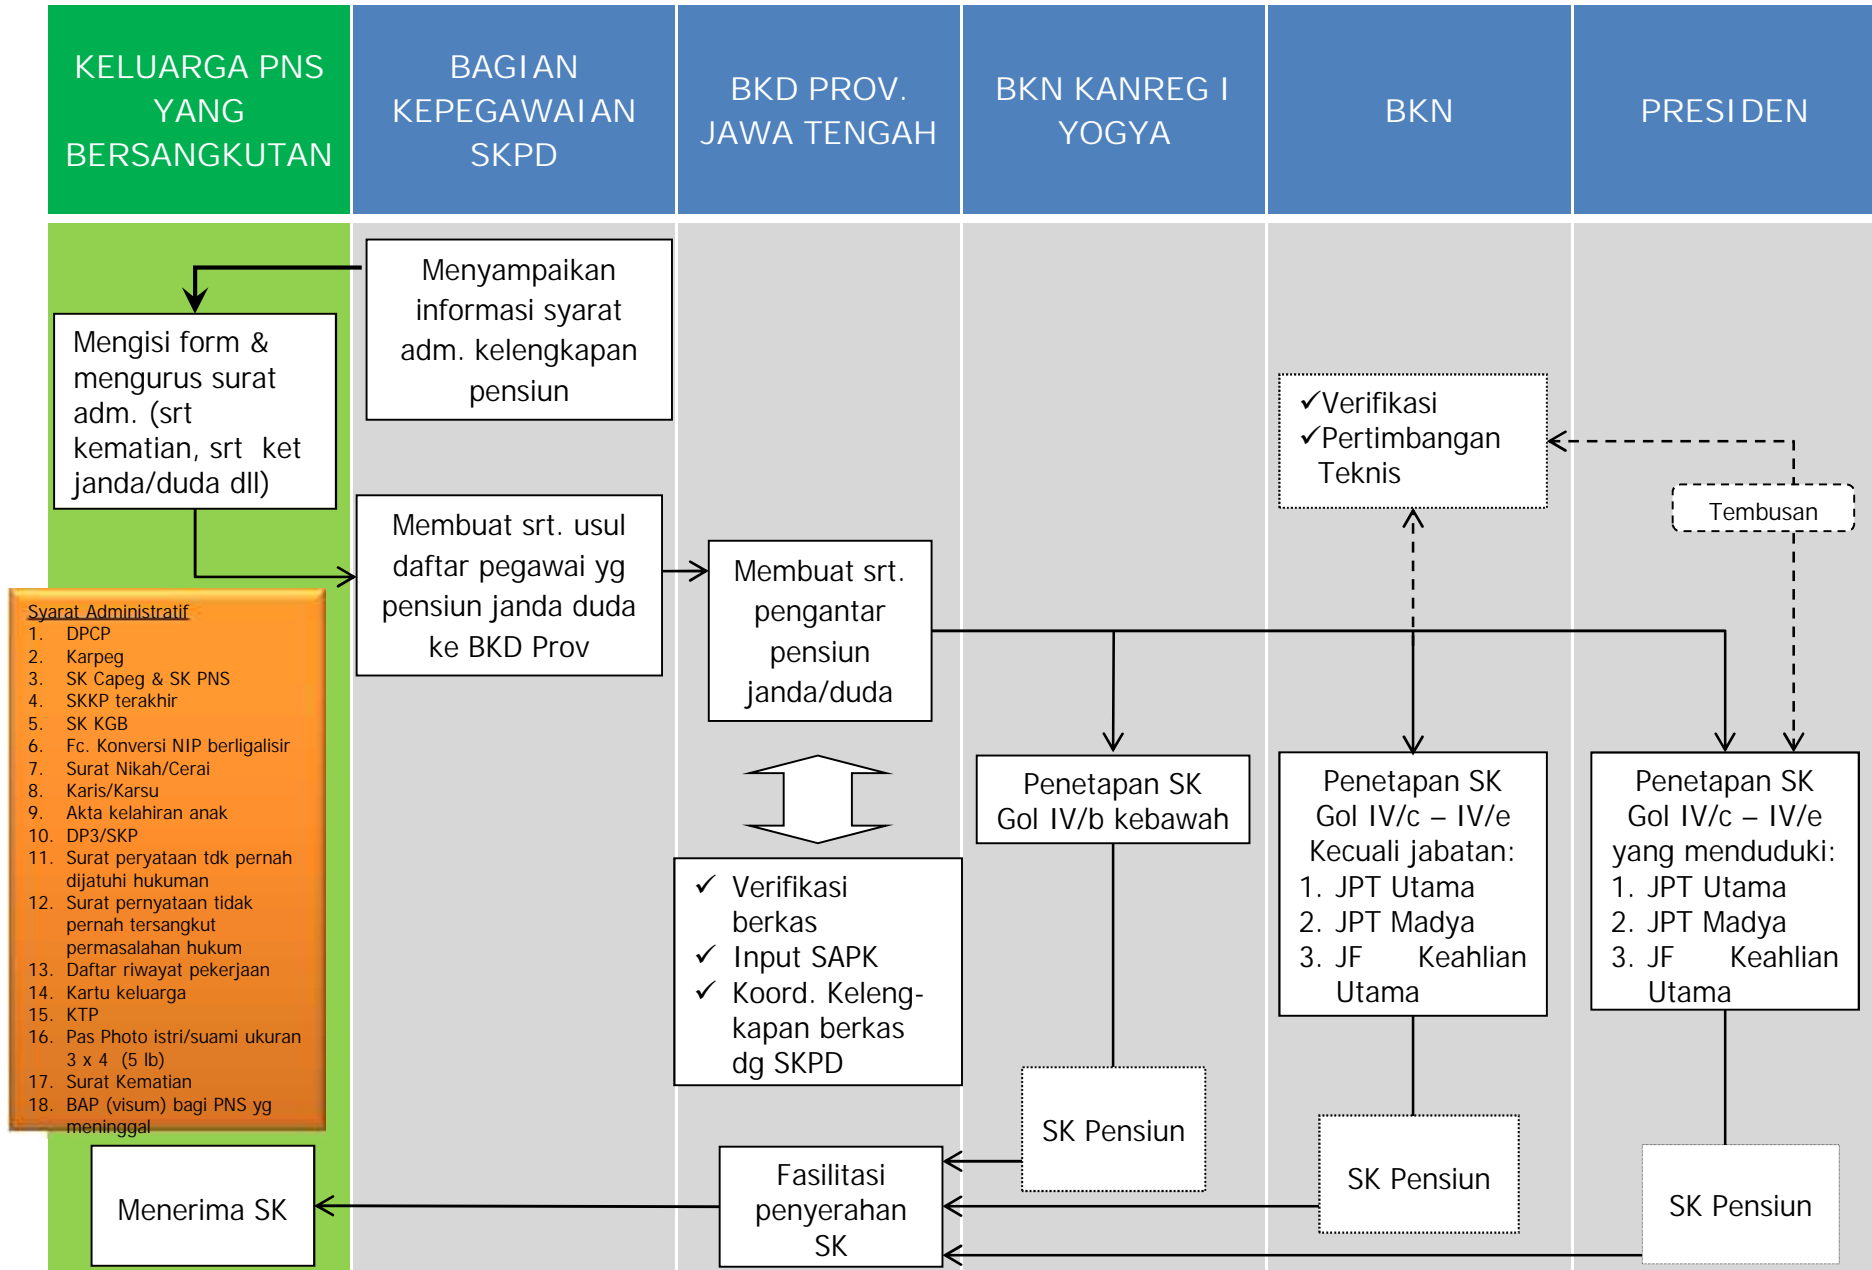 KELUARGA PNS
YANG
BERSANGKUTAN
BAGIAN
KEPEGAWAIAN
SKPD
BKD PROV.
JAWA TENGAH
BKN KANREG I
YOGYA
BKN
PRESIDEN
Menyampaikan
informasi syarat
adm. kelengkapan
pensiun
Mengisi form &
mengurus surat
adm. (srt
kematian, srt ket
janda/duda dll)
Membuat srt. usul
daftar pegawai yg
pensiun janda duda
ke BKD Prov
Membuat srt.
pengantar
pensiun
janda/duda
✓Verifikasi
✓Pertimbangan
Teknis
Tembusan
Syarat Administratif
1. DPCP
2. Karpeg
3. SK Capeg & SK PNS
4. SKKP terakhir
5. SK KGB
6. Fc. Konversi NIP berligalisir
7. Surat Nikah/Cerai
8. Karis/Karsu
9. Akta kelahiran anak
10. DP3/SKP
11. Surat peryataan tdk pernah
dijatuhi hukuman
12. Surat pernyataan tidak
pernah tersangkut
permasalahan hukum
13. Daftar riwayat pekerjaan
14. Kartu keluarga
15. KTP
16. Pas Photo istri/suami ukuran
3 x 4 (5 lb)
17. Surat Kematian
18. BAP (visum) bagi PNS yg
meninggal
✓ Verifikasi
berkas
✓ Input SAPK
✓ Koord. Keleng-
kapan berkas
dg SKPD
Penetapan SK
Gol IV/b kebawah
Penetapan SK
Gol IV/c – IV/e
Kecuali jabatan:
1. JPT Utama
2. JPT Madya
3. JF Keahlian
Utama
Penetapan SK
Gol IV/c – IV/e
yang menduduki:
1. JPT Utama
2. JPT Madya
3. JF Keahlian
Utama
SK Pensiun
SK Pensiun
SK Pensiun
Fasilitasi
penyerahan
SK
Menerima SK